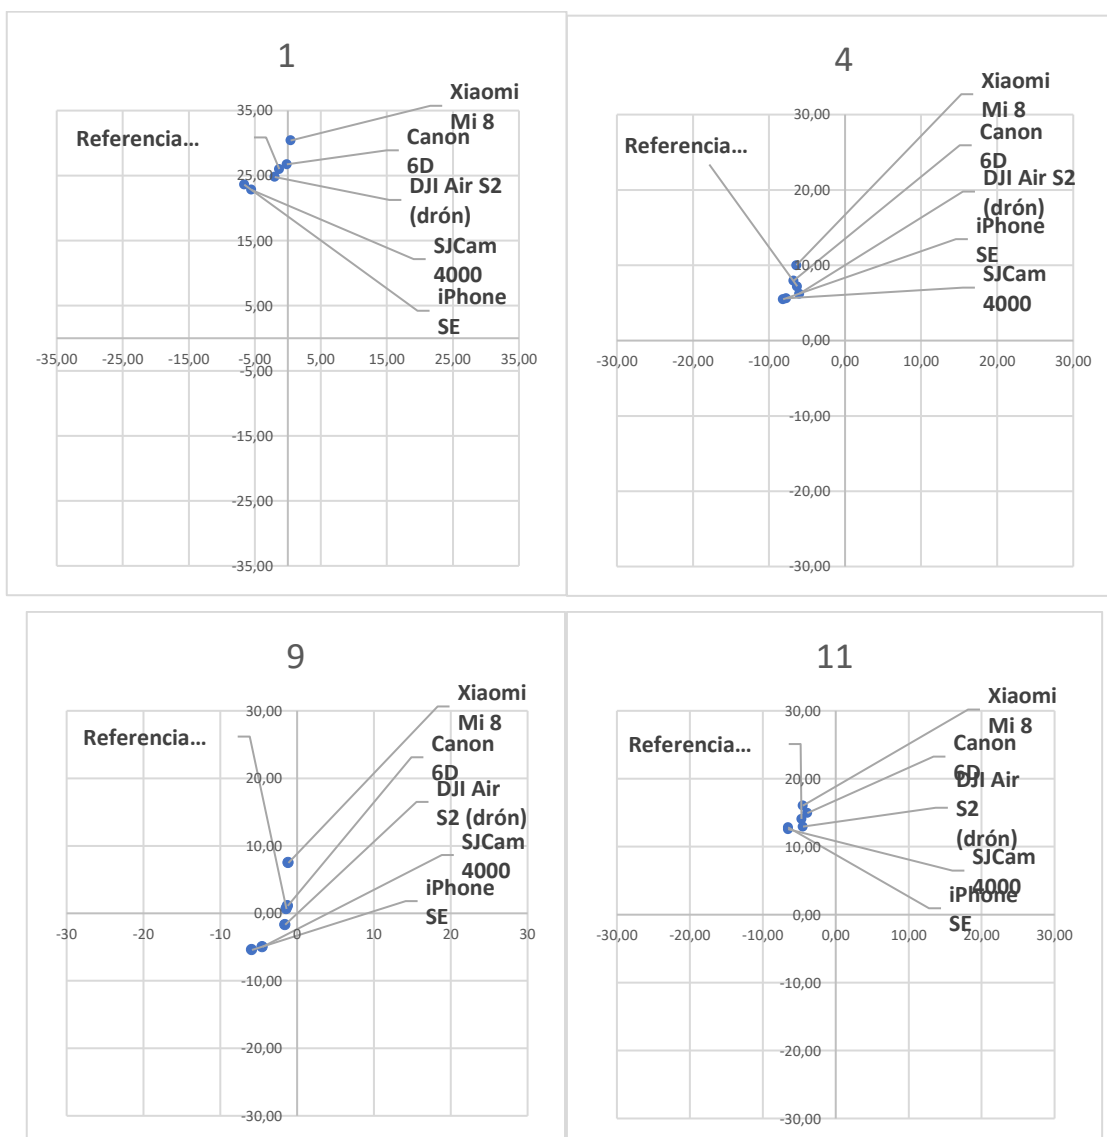 1
Xiaomi
Mi 8
35,00
Referencia...
Canon
6D
25,00
DJI Air S2
(drón)
SJCam
4000
15,00
iPhone
SE
5,00
-35,00
-25,00
-15,00
-5,00
5,00
15,00
25,00
35,00
-5,00
-15,00
-25,00
-35,00
4
Xiaomi
Mi 8
30,00
Referencia...
Canon
6D
DJI Air S2
(drón)
20,00
iPhone
SE
10,00
SJCam
4000
0,00
-30,00
-20,00
-10,00
0,00
10,00
20,00
30,00
-10,00
-20,00
-30,00
9
Xiaomi
Mi 8
30,00
Referencia...
Canon
6D
20,00
DJI Air
S2 (drón)
SJCam
4000
10,00
iPhone
SE
0,00
-30
-20
-10
0
10
20
30
-10,00
-20,00
-30,00
11
Xiaomi
Mi 8
30,00
Referencia...
Canon
6D
20,00
DJI Air
S2
(drón)
SJCam
4000
10,00
iPhone
SE
0,00
-30,00
-20,00
-10,00
0,00
10,00
20,00
30,00
-10,00
-20,00
-30,00